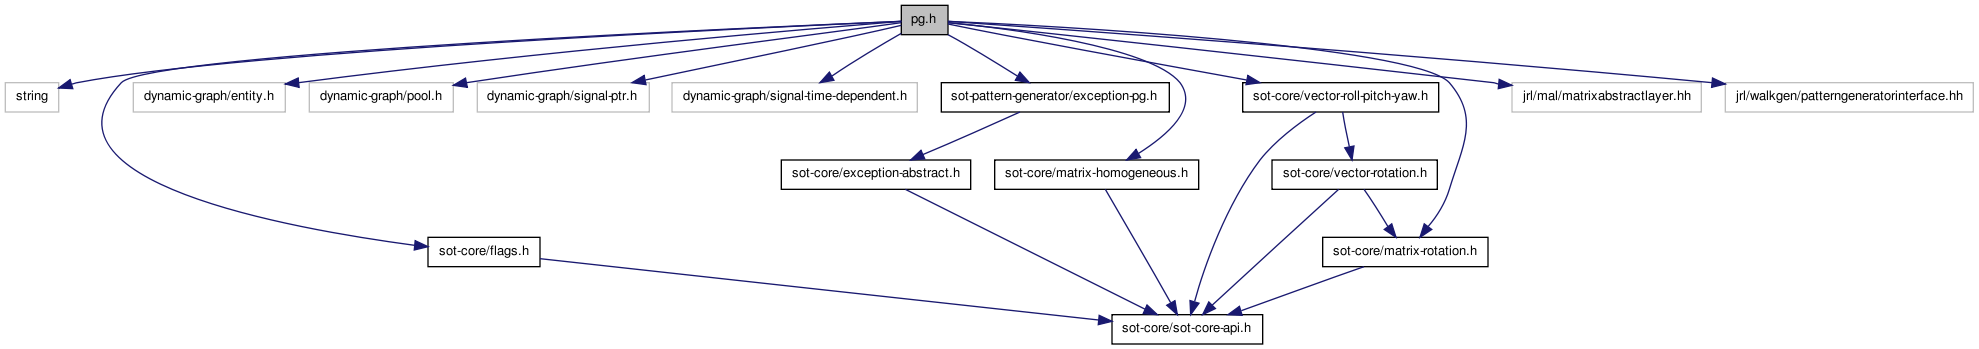 pg.h
string
dynamic-graph/entity.h
dynamic-graph/pool.h
dynamic-graph/signal-ptr.h
dynamic-graph/signal-time-dependent.h
sot-pattern-generator/exception-pg.h
sot-core/vector-roll-pitch-yaw.h
jrl/mal/matrixabstractlayer.hh
jrl/walkgen/patterngeneratorinterface.hh
sot-core/exception-abstract.h
sot-core/matrix-homogeneous.h
sot-core/vector-rotation.h
sot-core/flags.h
sot-core/matrix-rotation.h
sot-core/sot-core-api.h